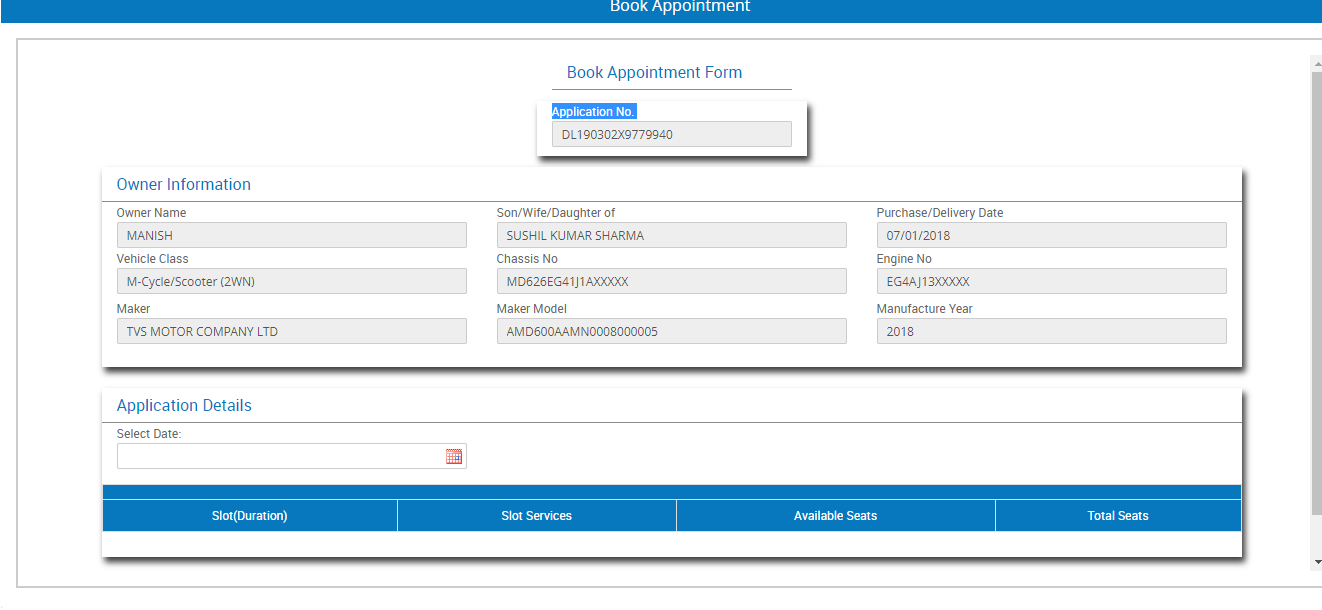 Book Appointment
Book Appointment Form
Application No.
DL190302X9779940
Owner Information
Owner Name Son/Wife/Daughter of Purchase/Delivery Date
MANISH SUSHIL KUMAR SHARMA 07/01/2018
Vehicle Class Chassis No Engine No
M-Cycle/Scooter (2WN) MD626EG41J1AXXXXX EG4AJ13XXXXX
Maker Maker Model Manufacture Year
TVS MOTOR COMPANY LTD AMD600AAMN0008000005 2018
Application Details
Select Date:
Slot(Duration) Slot Services Available Seats Total Seats